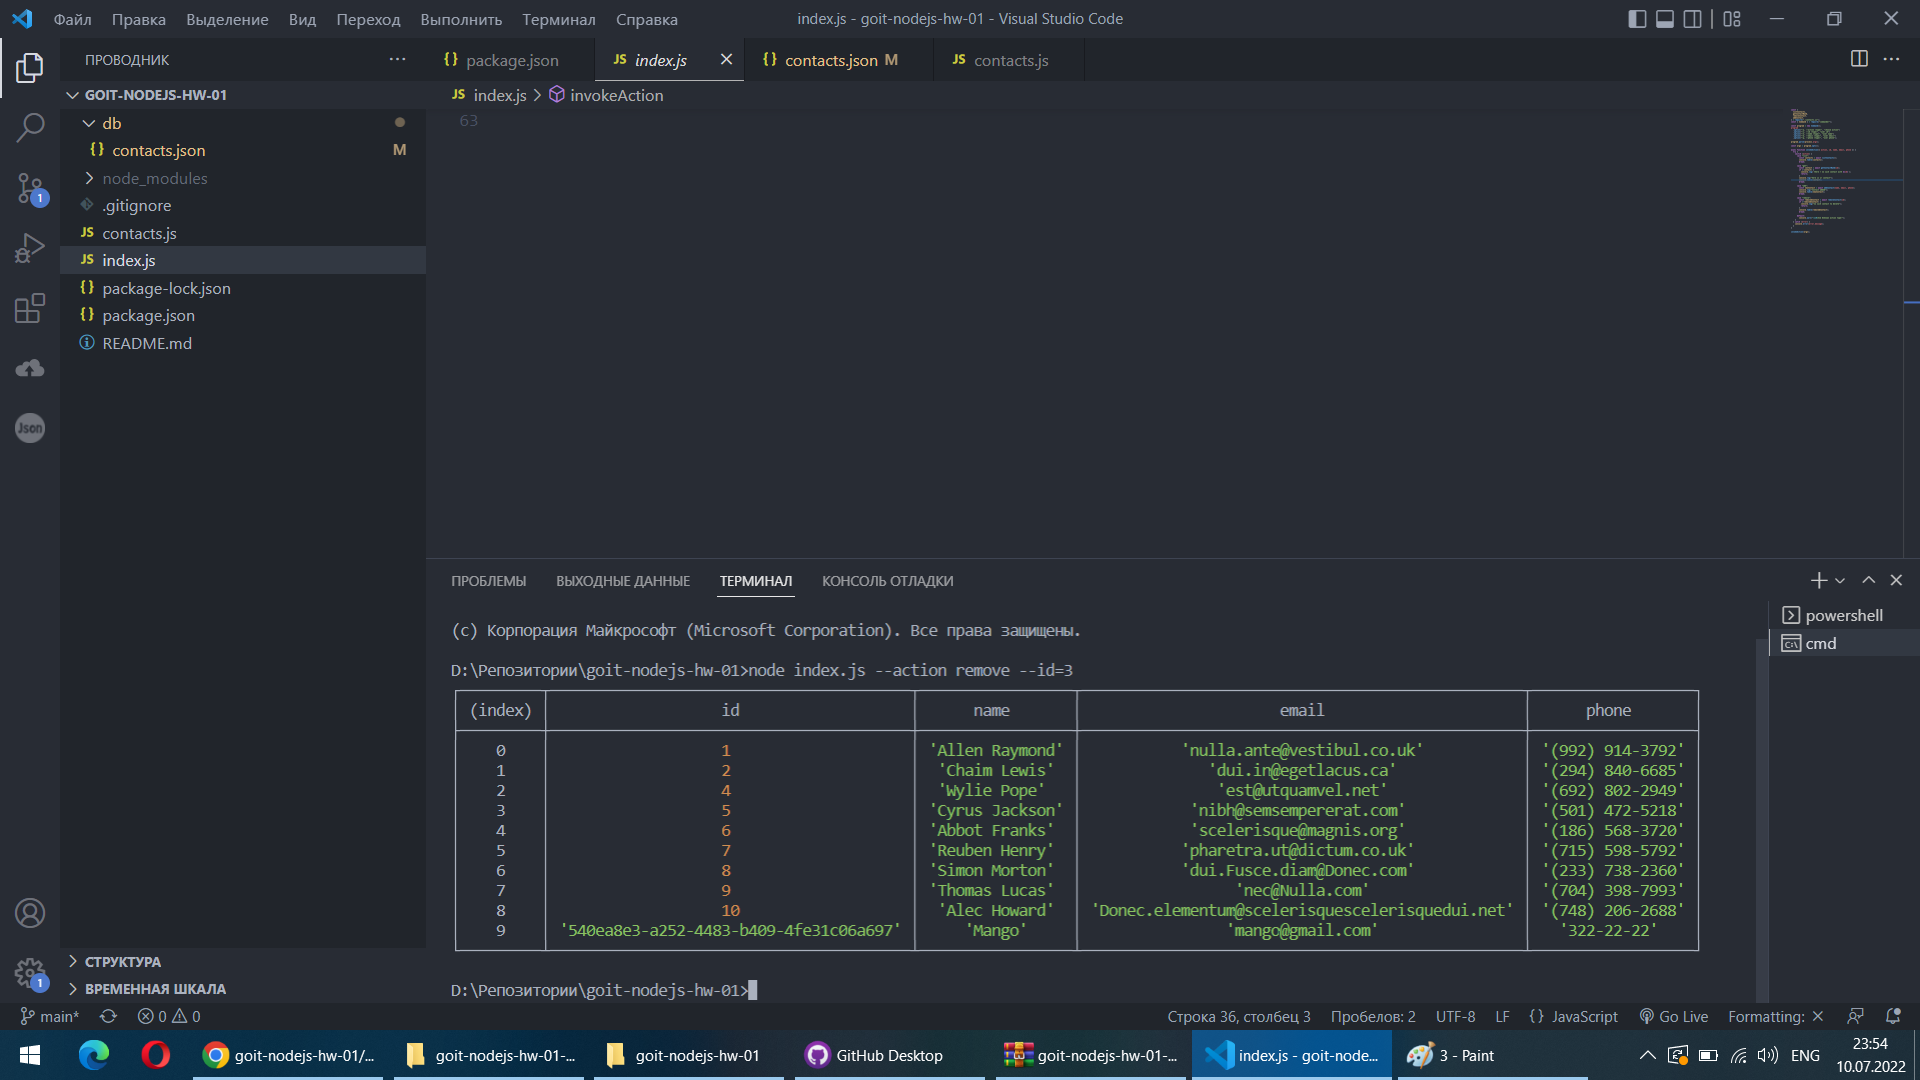 Файл Правка Выделение Вид Переход Выполнить Терминал Справка
index.js - goit-nodejs-hw-01 - Visual Studio Code
ПРОВОДНИК
package.json
JS index.js
contacts.json M
JS contacts.js
GOIT-NODEJS-HW-01
JS index.js > invokeAction
db
63
contacts.json M
node_modules
.gitignore
1
JS contacts.js
JS index.js
package-lock.json
package.json
README.md
Json
ПРОБЛЕМЫ ВЫХОДНЫЕ ДАННЫЕ ТЕРМИНАЛ КОНСОЛЬ ОТЛАДКИ
powershell
cmd
(c) Корпорация Майкрософт (Microsoft Corporation). Все права защищены.
D:\Репозитории\goit-nodejs-hw-01>node index.js --action remove --id=3
(index) id name email phone
0 1 'Allen Raymond' 'nulla.ante@vestibul.co.uk' '(992) 914-3792'
1 2 'Chaim Lewis' 'dui.in@egetlacus.ca' '(294) 840-6685'
2 4 'Wylie Pope' 'est@utquamvel.net' '(692) 802-2949'
3 5 'Cyrus Jackson' 'nibh@semsempererat.com' '(501) 472-5218'
4 6 'Abbot Franks' 'scelerisque@magnis.org' '(186) 568-3720'
5 7 'Reuben Henry' 'pharetra.ut@dictum.co.uk' '(715) 598-5792'
6 8 'Simon Morton' 'dui.Fusce.diam@Donec.com' '(233) 738-2360'
7 9 'Thomas Lucas' 'nec@Nulla.com' '(704) 398-7993'
8 10 'Alec Howard' 'Donec.elementum@scelerisquescelerisquedui.net' '(748) 206-2688'
9 '540ea8e3-a252-4483-b409-4fe31c06a697' 'Mango' 'mango@gmail.com' '322-22-22'
D:\Репозитории\goit-nodejs-hw-01>
СТРУКТУРА
1
ВРЕМЕННАЯ ШКАЛА
main* 0 0
Строка 36, столбец 3 Пробелов: 2 UTF-8 LF {} JavaScript Go Live Formatting: ×
goit-nodejs-hw-01/... goit-nodejs-hw-01-... goit-nodejs-hw-01 GitHub Desktop goit-nodejs-hw-01-... index.js - goit-node... 3 - Paint
ENG
23:54
10.07.2022